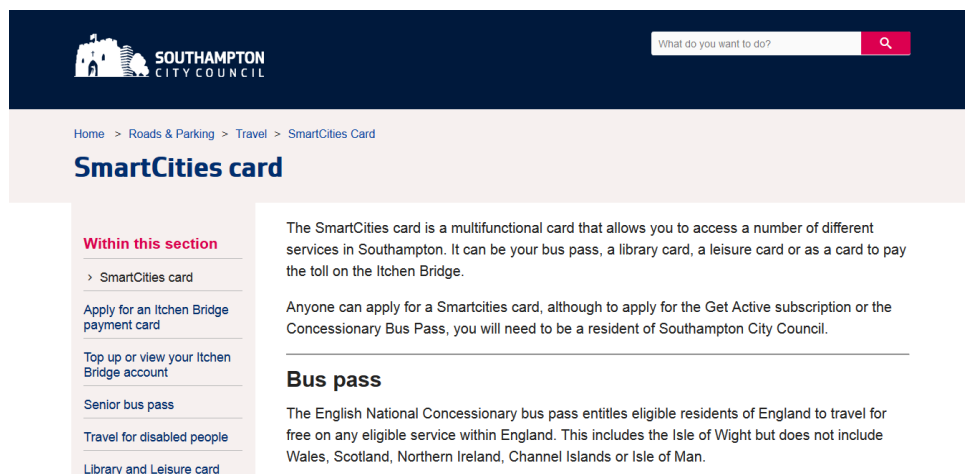 SOUTHAMPTON
CITY COUNCIL
What do you want to do?
Home > Roads & Parking > Travel > SmartCities Card
SmartCities card
Within this section
> SmartCities card
Apply for an Itchen Bridge
payment card
Top up or view your Itchen
Bridge account
Senior bus pass
Travel for disabled people
Library and Leisure card
The SmartCities card is a multifunctional card that allows you to access a number of different
services in Southampton. It can be your bus pass, a library card, a leisure card or as a card to pay
the toll on the Itchen Bridge.
Anyone can apply for a Smartcities card, although to apply for the Get Active subscription or the
Concessionary Bus Pass, you will need to be a resident of Southampton City Council.
Bus pass
The English National Concessionary bus pass entitles eligible residents of England to travel for
free on any eligible service within England. This includes the Isle of Wight but does not include
Wales, Scotland, Northern Ireland, Channel Islands or Isle of Man.